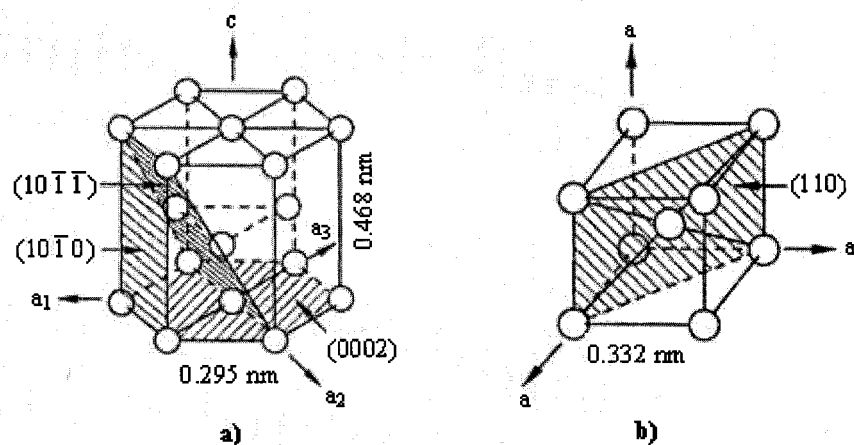 c
(10 1̅ 1̅)
(10 1̅ 0)
a₃
0.468 nm
a₁
(0002)
0.295 nm
a₂
a)
a
(110)
a
0.332 nm
a
b)